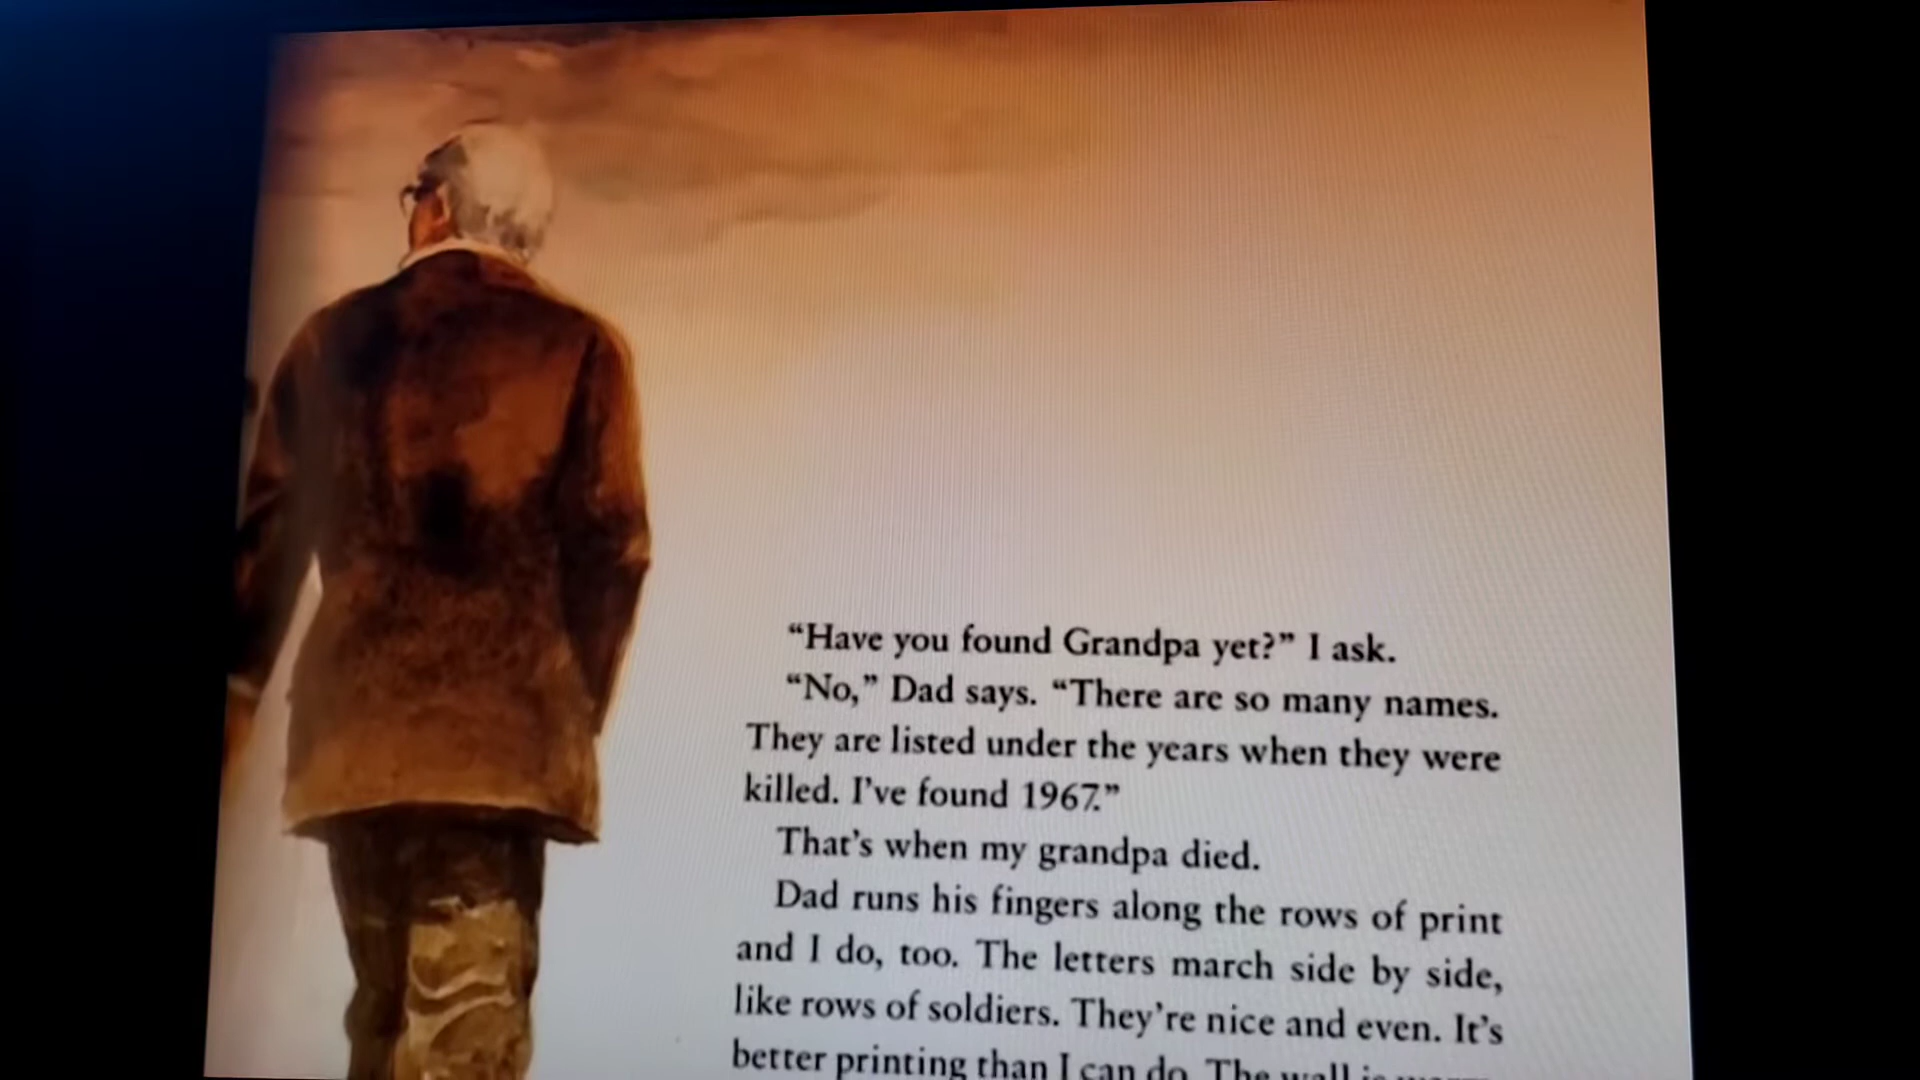 “Have you found Grandpa yet?” I ask.
“No,” Dad says. “There are so many names.
They are listed under the years when they were
killed. I’ve found 1967.”
That’s when my grandpa died.
Dad runs his fingers along the rows of print
and I do, too. The letters march side by side,
like rows of soldiers. They’re nice and even. It’s
better printing than I can do. The wall is